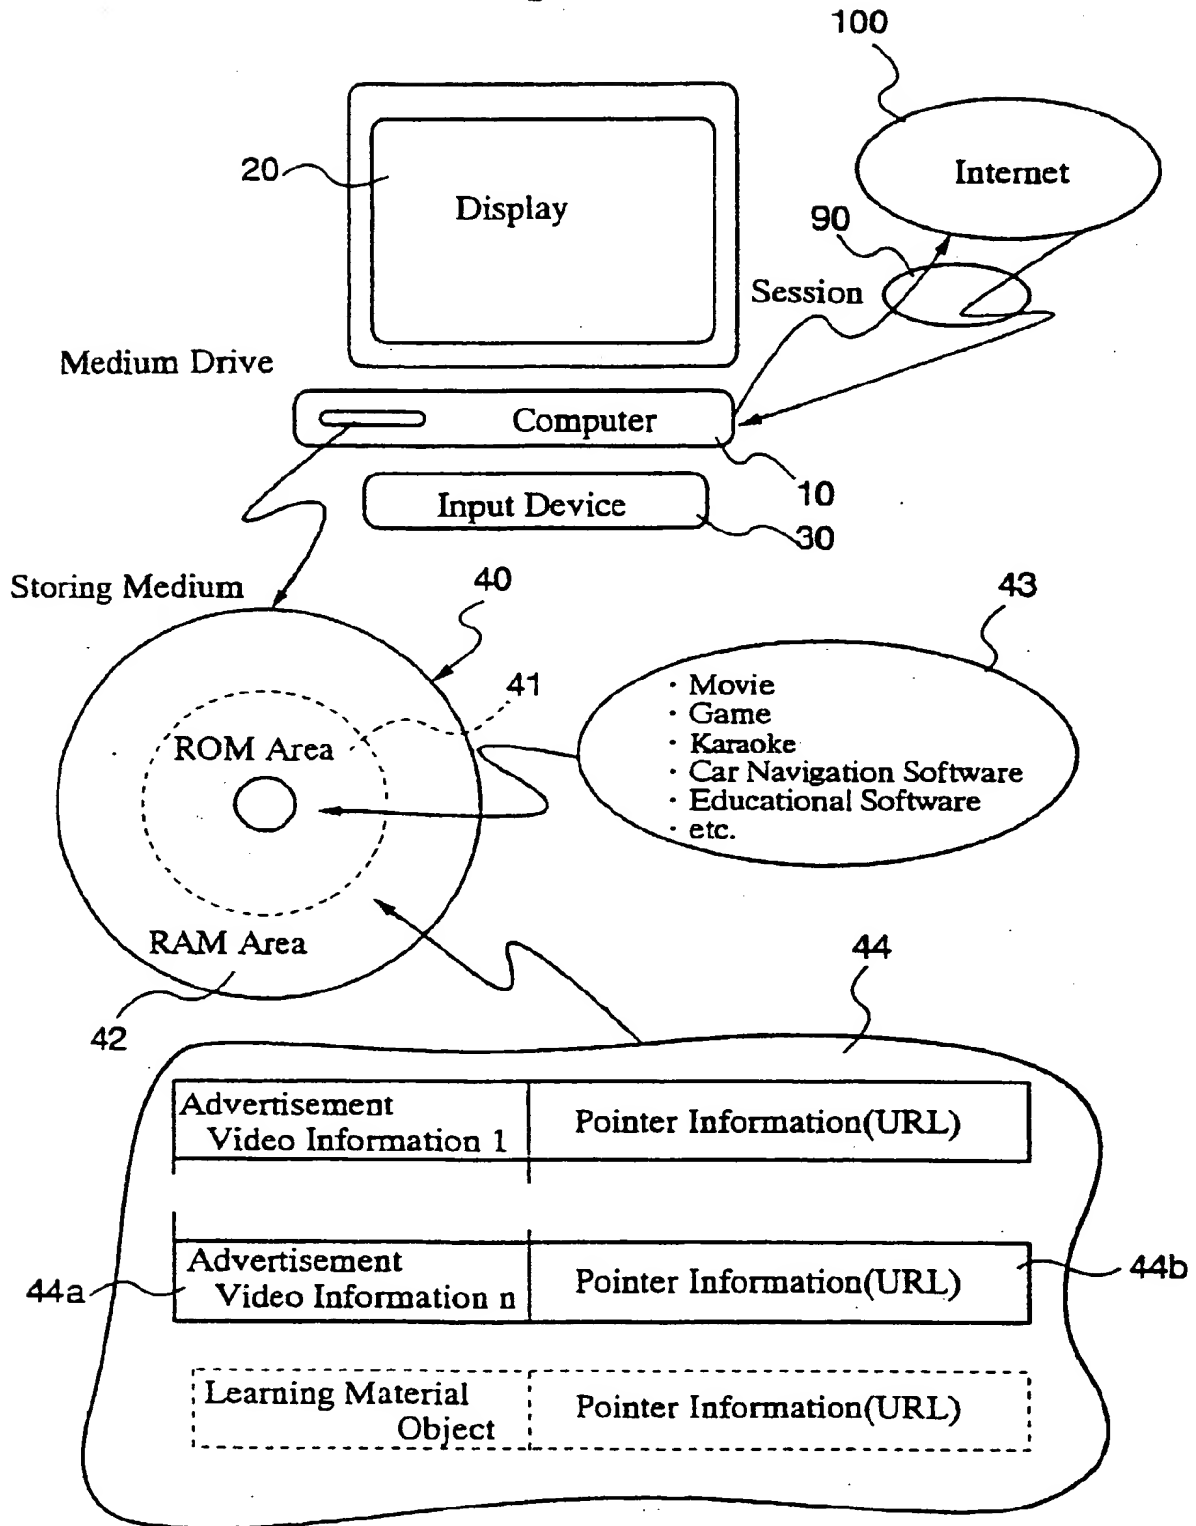 100
20
Display
Internet
90
Session
Medium Drive
Computer
10
Input Device
30
Storing Medium
40
43
41
ROM Area
· Movie
· Game
· Karaoke
· Car Navigation Software
· Educational Software
· etc.
RAM Area
42
44
Advertisement
Video Information 1
Pointer Information(URL)
Advertisement
Video Information n
Pointer Information(URL)
44a
44b
Learning Material
Object
Pointer Information(URL)